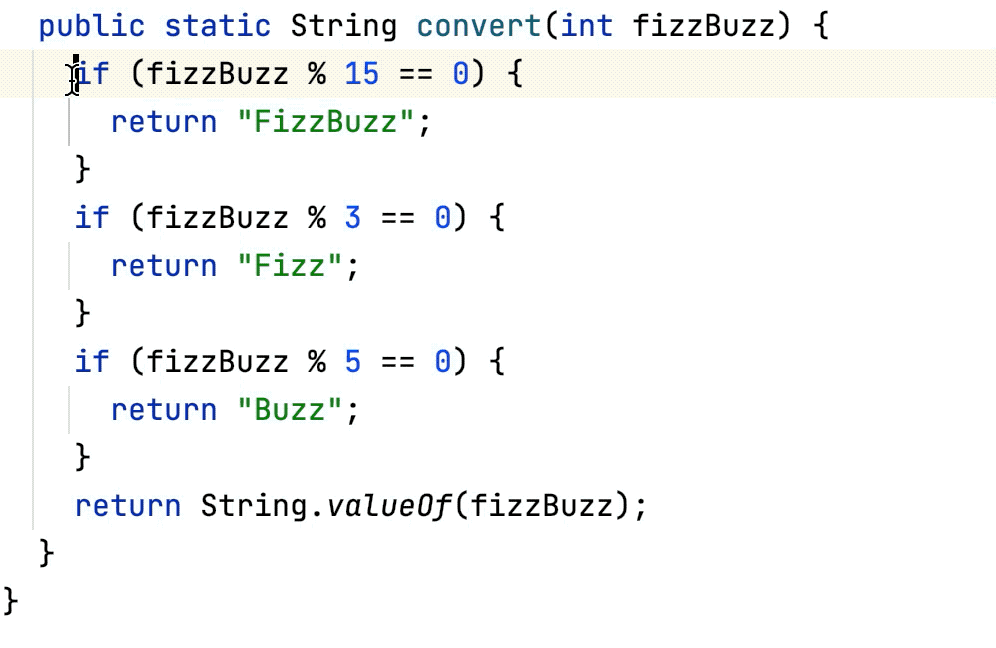 public static String convert(int fizzBuzz) {
if (fizzBuzz % 15 == 0) {
return "FizzBuzz";
}
if (fizzBuzz % 3 == 0) {
return "Fizz";
}
if (fizzBuzz % 5 == 0) {
return "Buzz";
}
return String.valueOf(fizzBuzz);
}
}